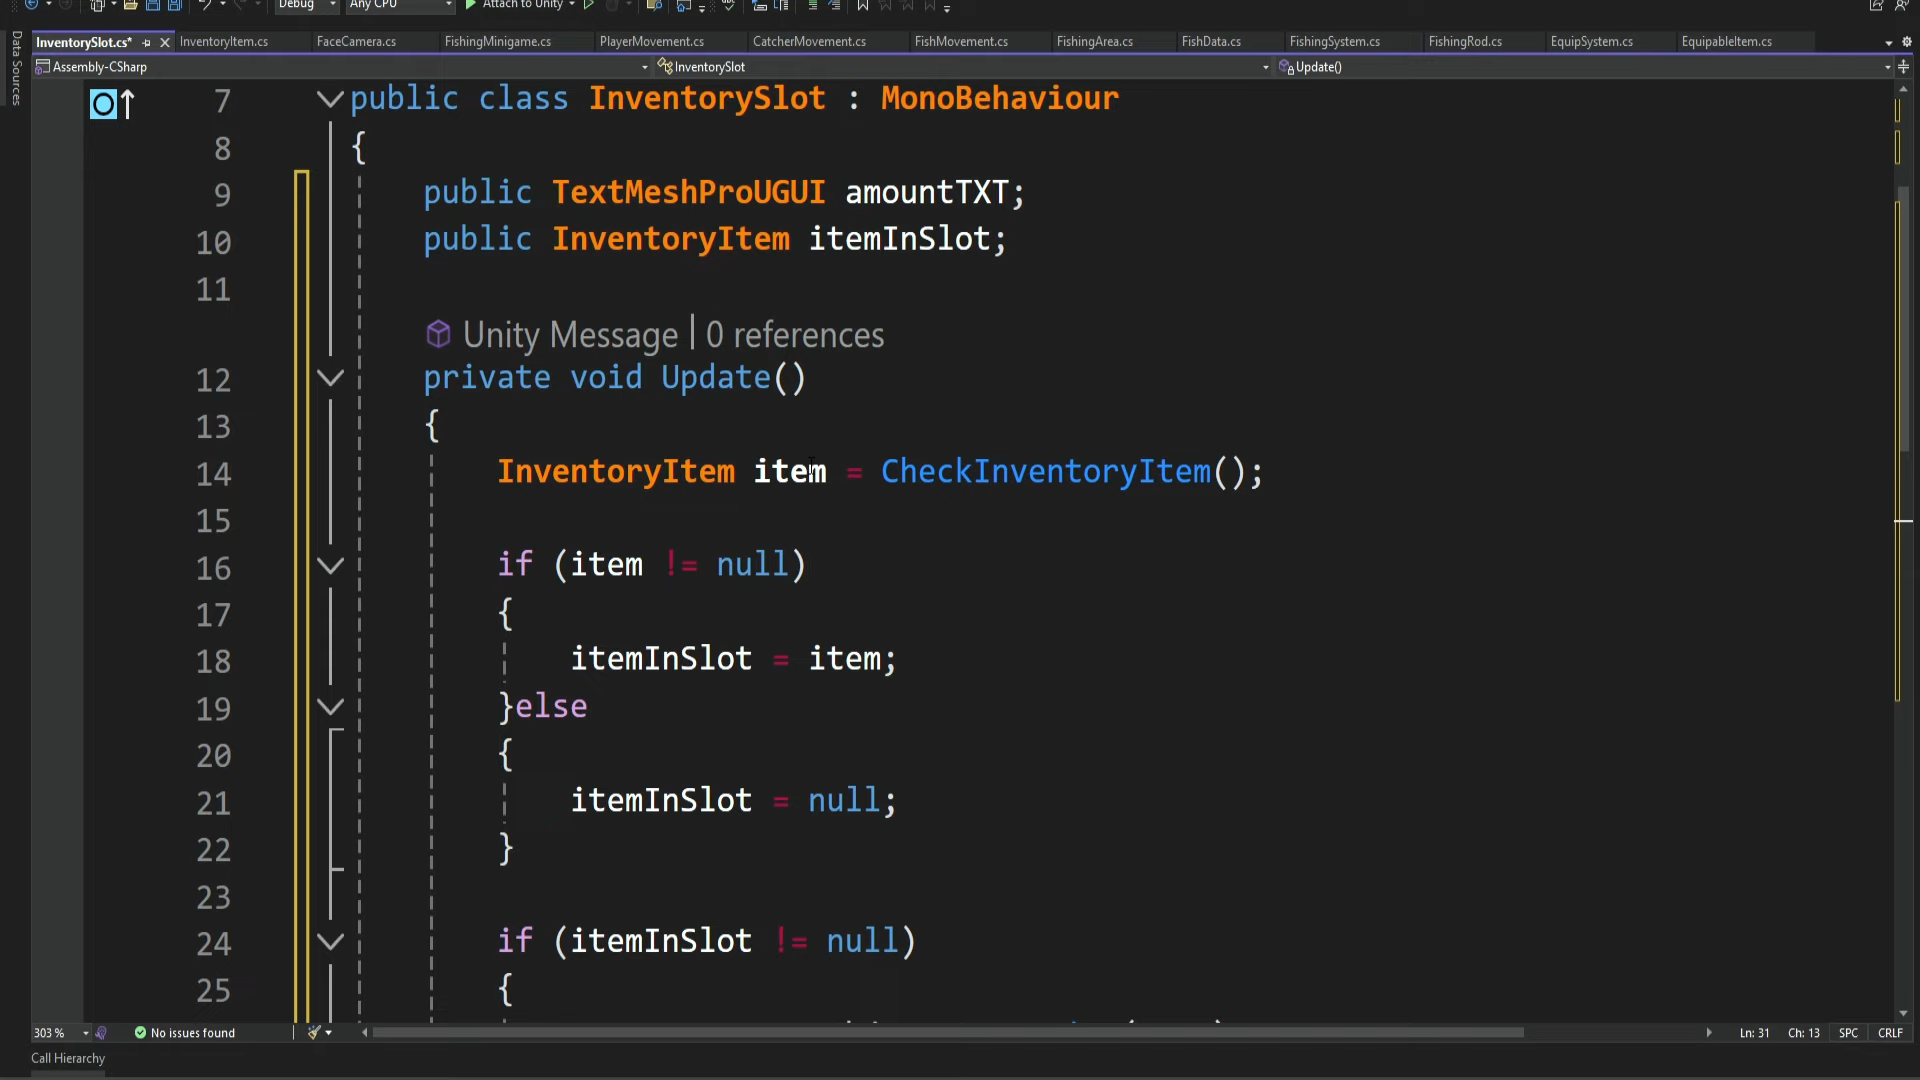 Debug
Any CPU
Attach to Unity
InventorySlot.cs*
InventoryItem.cs
FaceCamera.cs
FishingMinigame.cs
PlayerMovement.cs
CatcherMovement.cs
FishMovement.cs
FishingArea.cs
FishData.cs
FishingSystem.cs
FishingRod.cs
EquipSystem.cs
EquipableItem.cs
Data Sources
Assembly-CSharp
InventorySlot
Update()
7 public class InventorySlot : MonoBehaviour
8 {
9 public TextMeshProUGUI amountTXT;
10 public InventoryItem itemInSlot;
11
Unity Message | 0 references
12 private void Update()
13 {
14 InventoryItem item = CheckInventoryItem();
15
16 if (item != null)
17 {
18 itemInSlot = item;
19 }else
20 {
21 itemInSlot = null;
22 }
23
24 if (itemInSlot != null)
25 {
303 %
No issues found
Ln: 31
Ch: 13
SPC
CRLF
Call Hierarchy